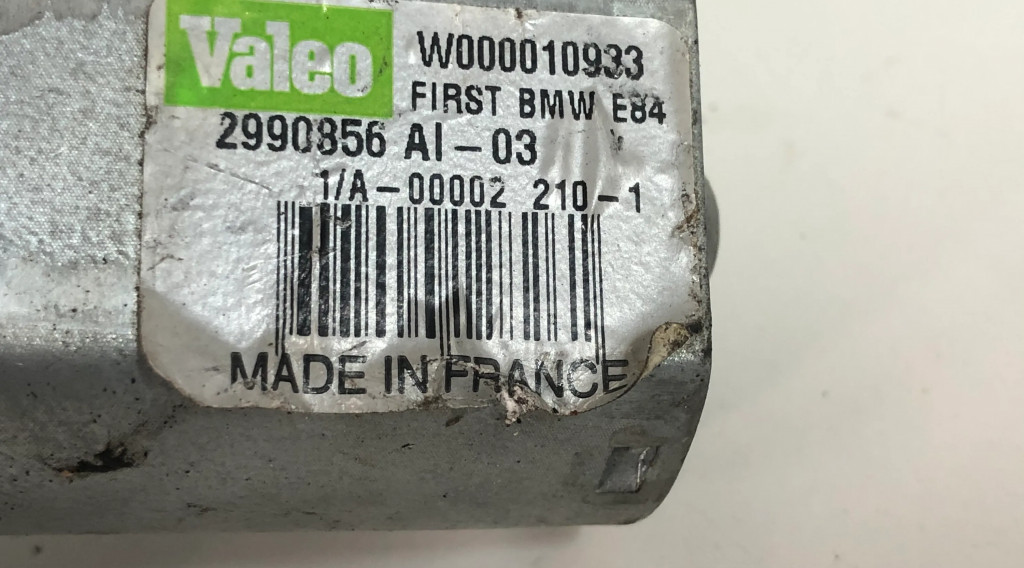 Valeo
W000010933
FIRST BMW E84
2990856 AI-03
1/A-00002 210-1
MADE IN FRANCE